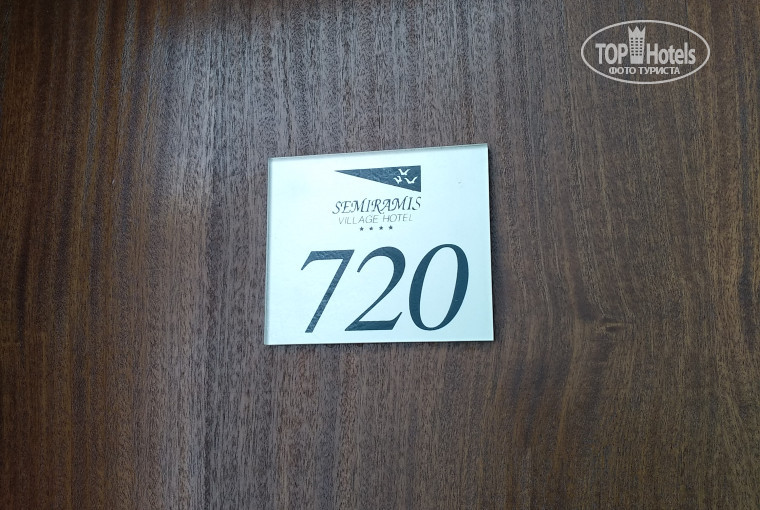 TOP Hotels
ФОТО ТУРИСТА
SEMIRAMIS
VILLAGE HOTEL
★★★★
720